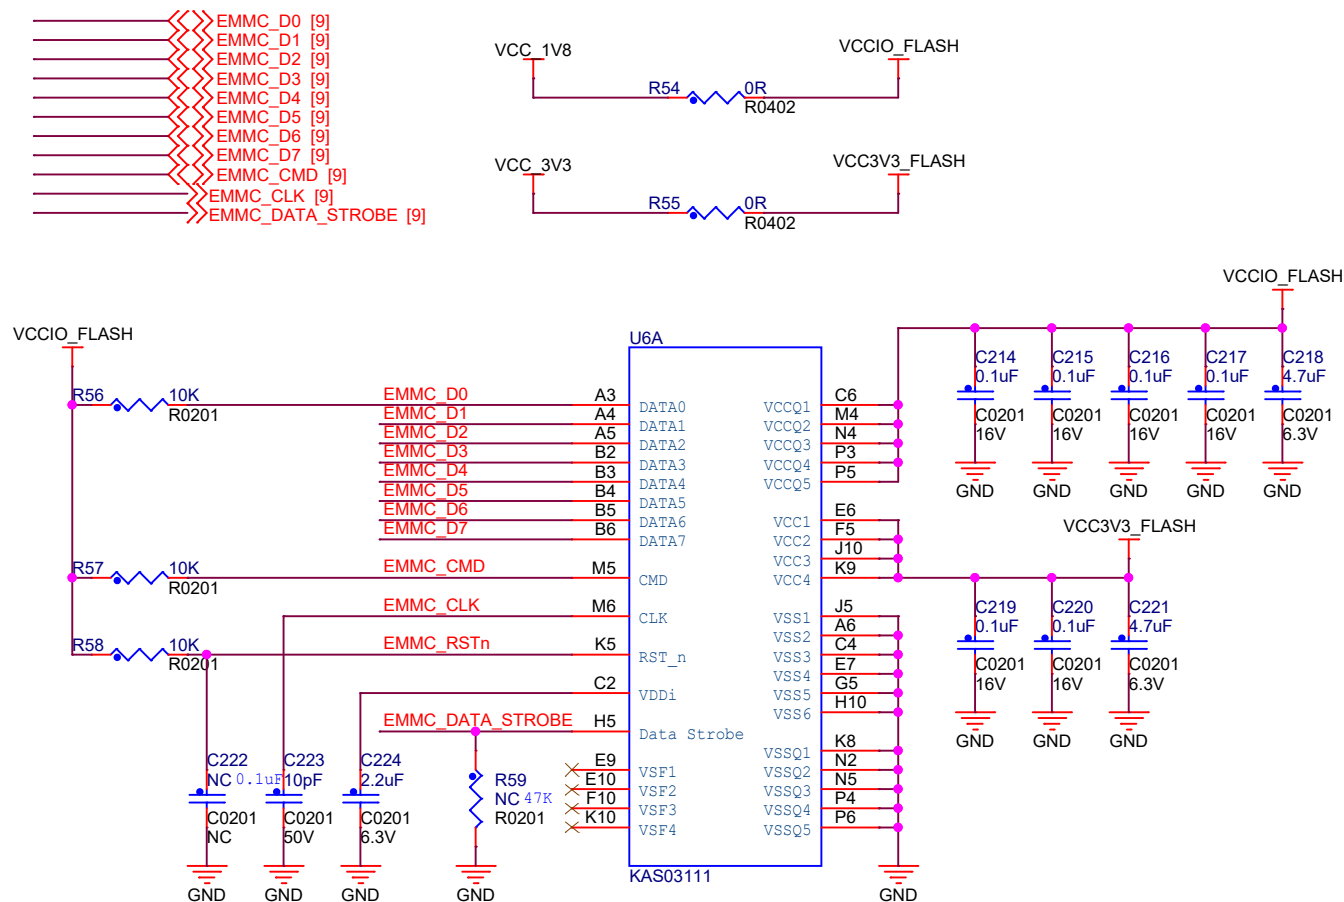 EMMC_D0 [9]
EMMC_D1 [9]
EMMC_D2 [9]
EMMC_D3 [9]
EMMC_D4 [9]
EMMC_D5 [9]
EMMC_D6 [9]
EMMC_D7 [9]
EMMC_CMD [9]
EMMC_CLK [9]
EMMC_DATA_STROBE [9]
VCC_1V8
VCCIO_FLASH
R54
0R
R0402
VCC_3V3
VCC3V3_FLASH
R55
0R
R0402
VCCIO_FLASH
R56
10K
R0201
R57
10K
R0201
R58
10K
R0201
EMMC_D0
EMMC_D1
EMMC_D2
EMMC_D3
EMMC_D4
EMMC_D5
EMMC_D6
EMMC_D7
EMMC_CMD
EMMC_CLK
EMMC_RSTn
EMMC_DATA_STROBE
U6A
A3 DATA0
A4 DATA1
A5 DATA2
B2 DATA3
B3 DATA4
B4 DATA5
B5 DATA6
B6 DATA7
M5 CMD
M6 CLK
K5 RST_n
C2 VDDi
H5 Data Strobe
E9 VSF1
E10 VSF2
F10 VSF3
K10 VSF4
VCCQ1 C6
VCCQ2 M4
VCCQ3 N4
VCCQ4 P3
VCCQ5 P5
VCC1 E6
VCC2 F5
VCC3 J10
VCC4 K9
VSS1 J5
VSS2 A6
VSS3 C4
VSS4 E7
VSS5 G5
VSS6 H10
VSSQ1 K8
VSSQ2 N2
VSSQ3 N5
VSSQ4 P4
VSSQ5 P6
KAS03111
GND
VCCIO_FLASH
C214
0.1uF
C0201
16V
GND
C215
0.1uF
C0201
16V
GND
C216
0.1uF
C0201
16V
GND
C217
0.1uF
C0201
16V
GND
C218
4.7uF
C0201
6.3V
GND
VCC3V3_FLASH
C219
0.1uF
C0201
16V
GND
C220
0.1uF
C0201
16V
GND
C221
4.7uF
C0201
6.3V
GND
C222
NC 0.1uF
C0201
NC
GND
C223
10pF
C0201
50V
GND
C224
2.2uF
C0201
6.3V
GND
R59
NC 47K
R0201
GND